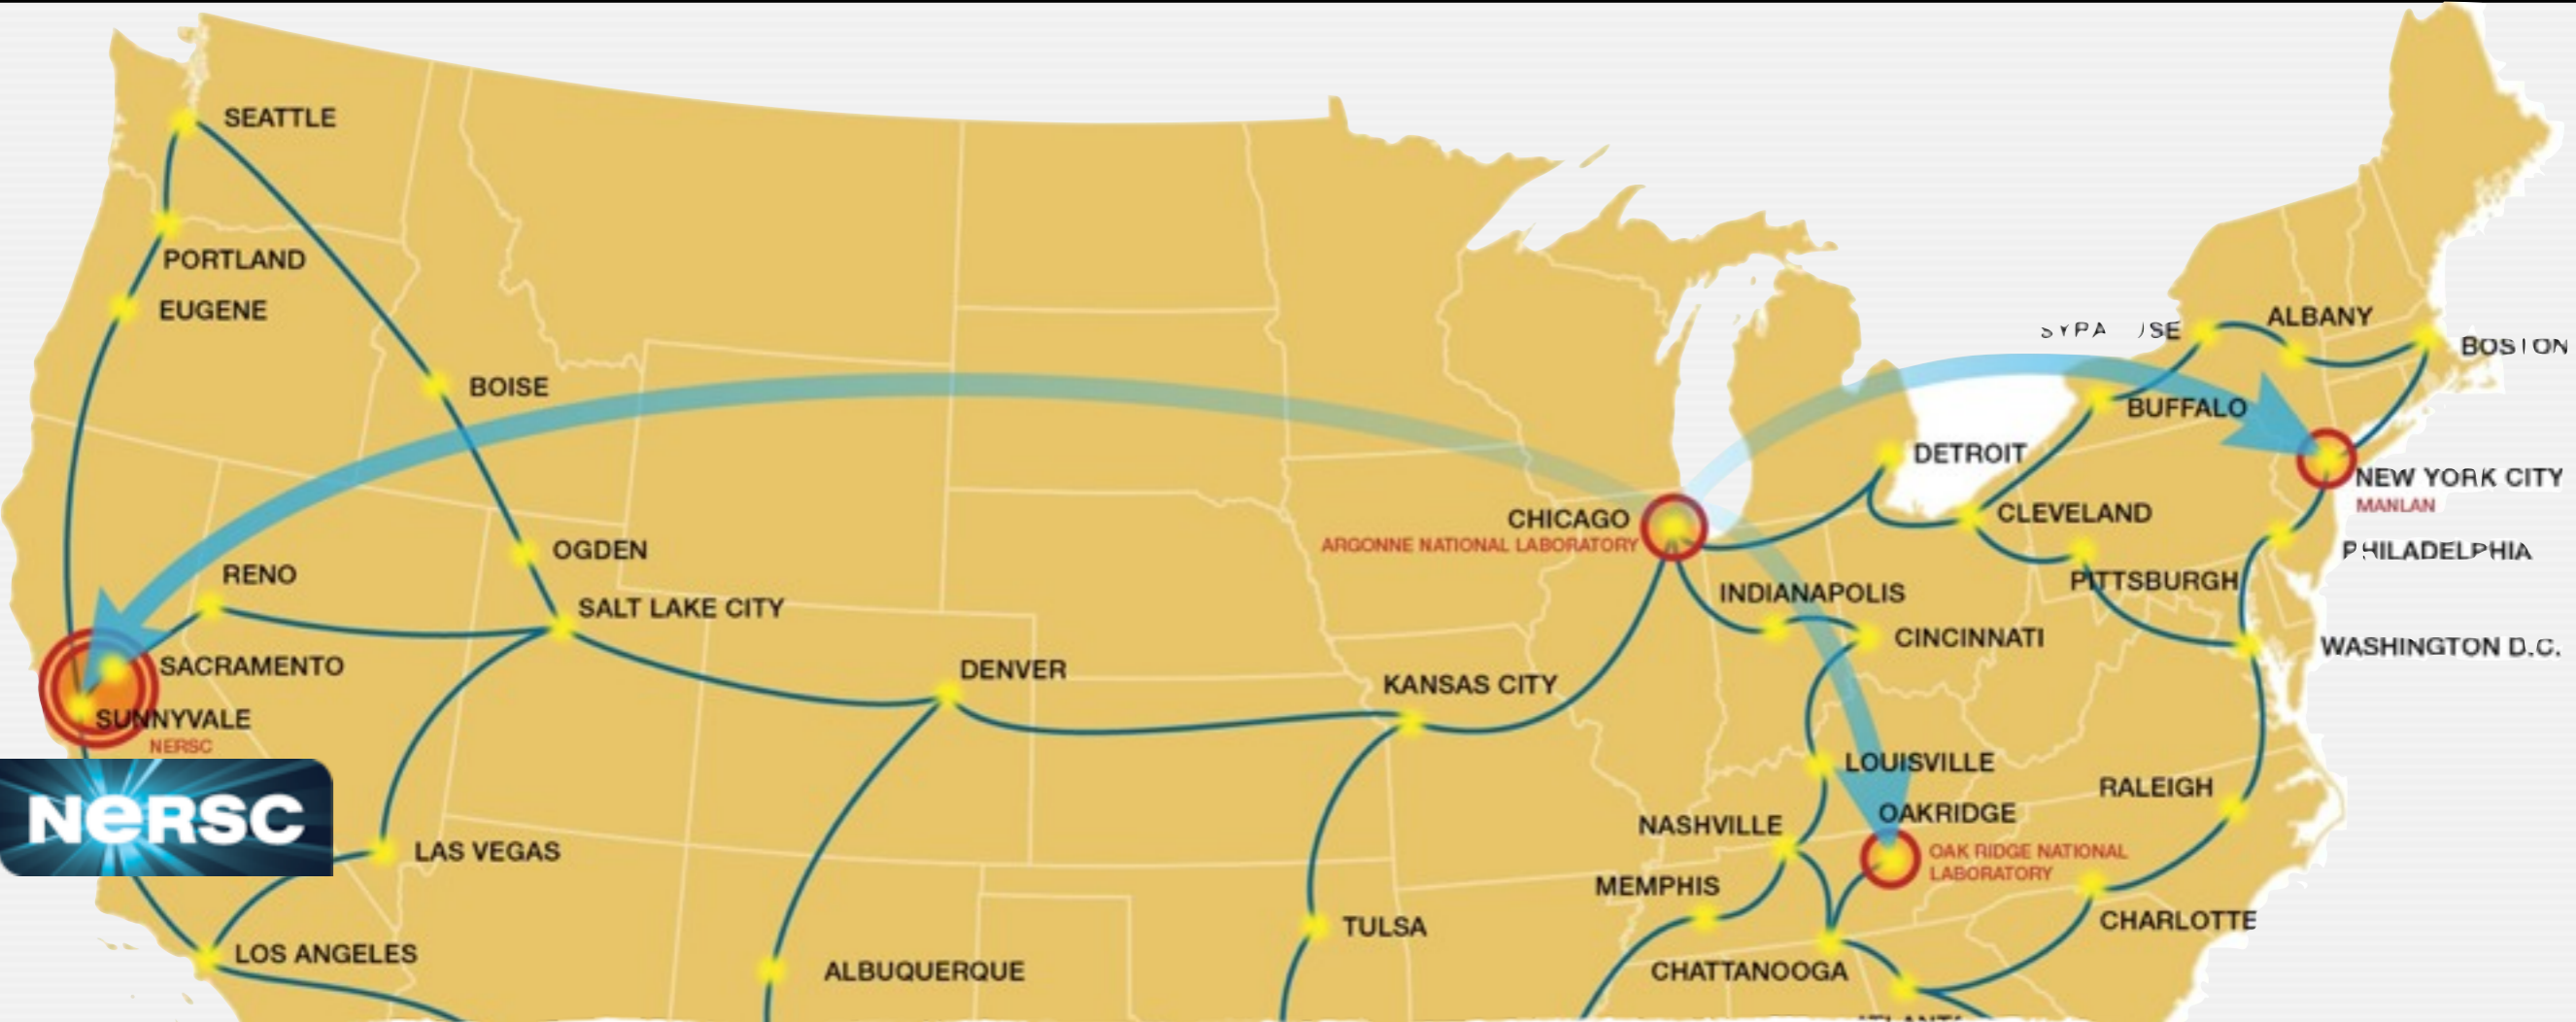 SEATTLE
PORTLAND
EUGENE
BOISE
OGDEN
RENO
SALT LAKE CITY
SACRAMENTO
SUNNYVALE
NERSC
NERSC
LAS VEGAS
LOS ANGELES
DENVER
ALBUQUERQUE
KANSAS CITY
TULSA
CHICAGO
ARGONNE NATIONAL LABORATORY
INDIANAPOLIS
CINCINNATI
LOUISVILLE
NASHVILLE
MEMPHIS
CHATTANOOGA
OAKRIDGE
OAK RIDGE NATIONAL
LABORATORY
DETROIT
CLEVELAND
BUFFALO
ALBANY
BOSTON
NEW YORK CITY
MANLAN
PHILADELPHIA
PITTSBURGH
WASHINGTON D.C.
RALEIGH
CHARLOTTE